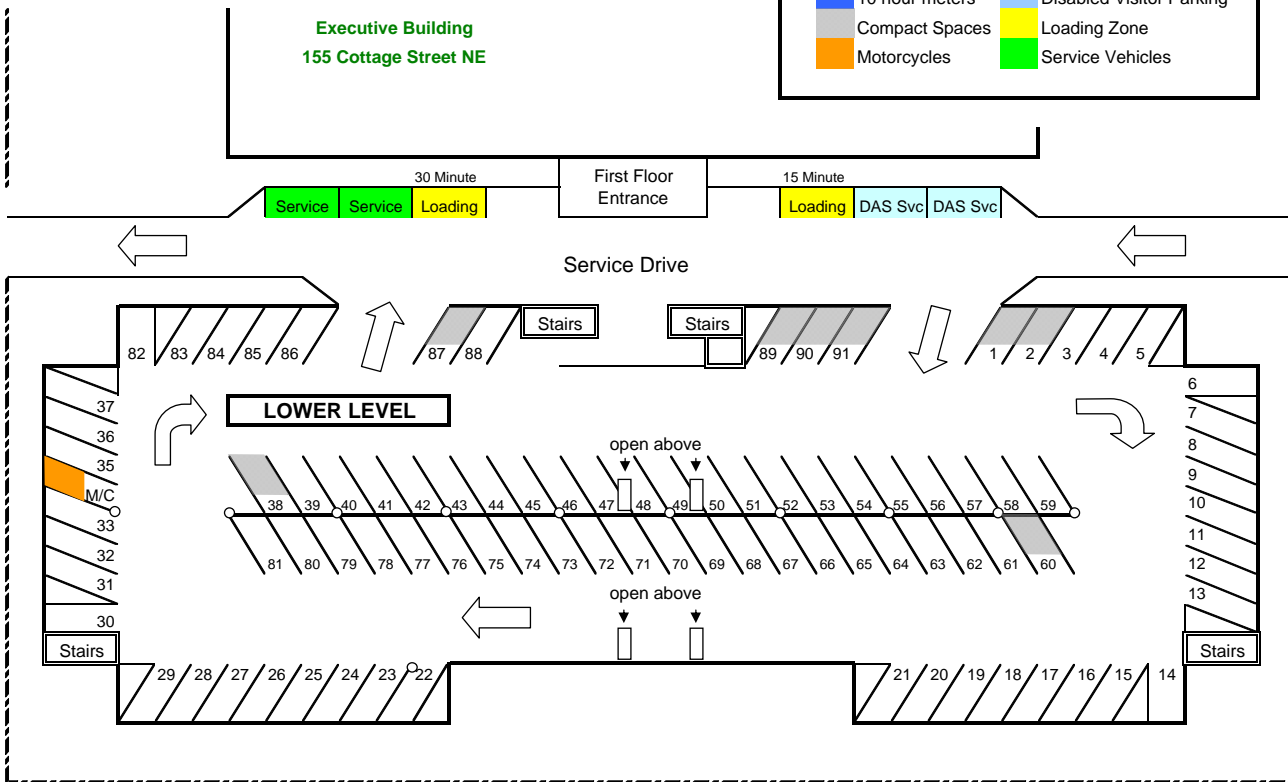 10 hour meters Disabled Visitor Parking
Executive Building
Compact Spaces Loading Zone
155 Cottage Street NE
Motorcycles Service Vehicles
30 Minute
First Floor
Entrance
15 Minute
Service Service Loading
Loading DAS Svc DAS Svc
Service Drive
Stairs Stairs
82 83 84 85 86 87 88 89 90 91 1 2 3 4 5
6
37
LOWER LEVEL
7
36
8
open above
35
9
M/C
38 39 40 41 42 43 44 45 46 47 48 49 50 51 52 53 54 55 56 57 58 59
10
33
11
32
81 80 79 78 77 76 75 74 73 72 71 70 69 68 67 66 65 64 63 62 61 60
12
31
13
open above
30
Stairs Stairs
29 28 27 26 25 24 23 22 21 20 19 18 17 16 15 14